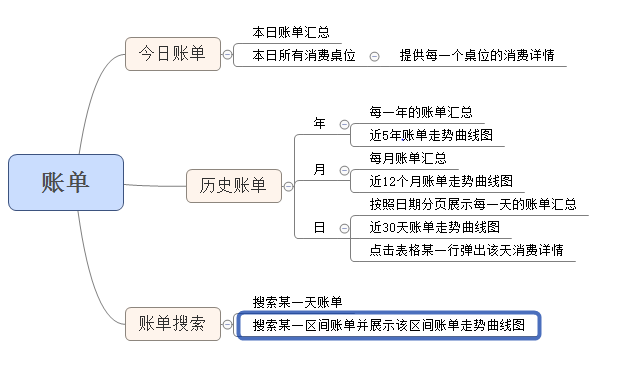 账单
今日账单
本日账单汇总
本日所有消费桌位
提供每一个桌位的消费详情
历史账单
年
每一年的账单汇总
近5年账单走势曲线图
月
每月账单汇总
近12个月账单走势曲线图
日
按照日期分页展示每一天的账单汇总
近30天账单走势曲线图
点击表格某一行弹出该天消费详情
账单搜索
搜索某一天账单
搜索某一区间账单并展示该区间账单走势曲线图